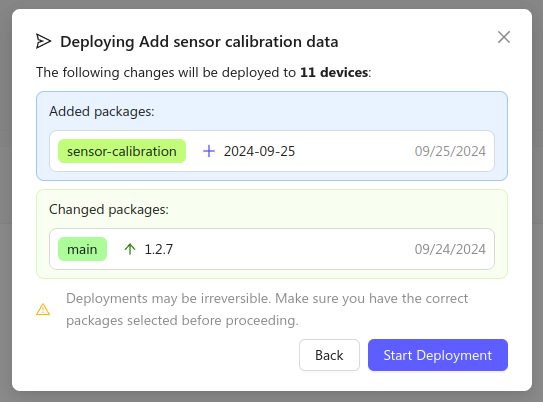 Deploying Add sensor calibration data
The following changes will be deployed to 11 devices:
Added packages:
sensor-calibration + 2024-09-25 09/25/2024
Changed packages:
main ↑ 1.2.7 09/24/2024
Deployments may be irreversible. Make sure you have the correct
packages selected before proceeding.
Back Start Deployment